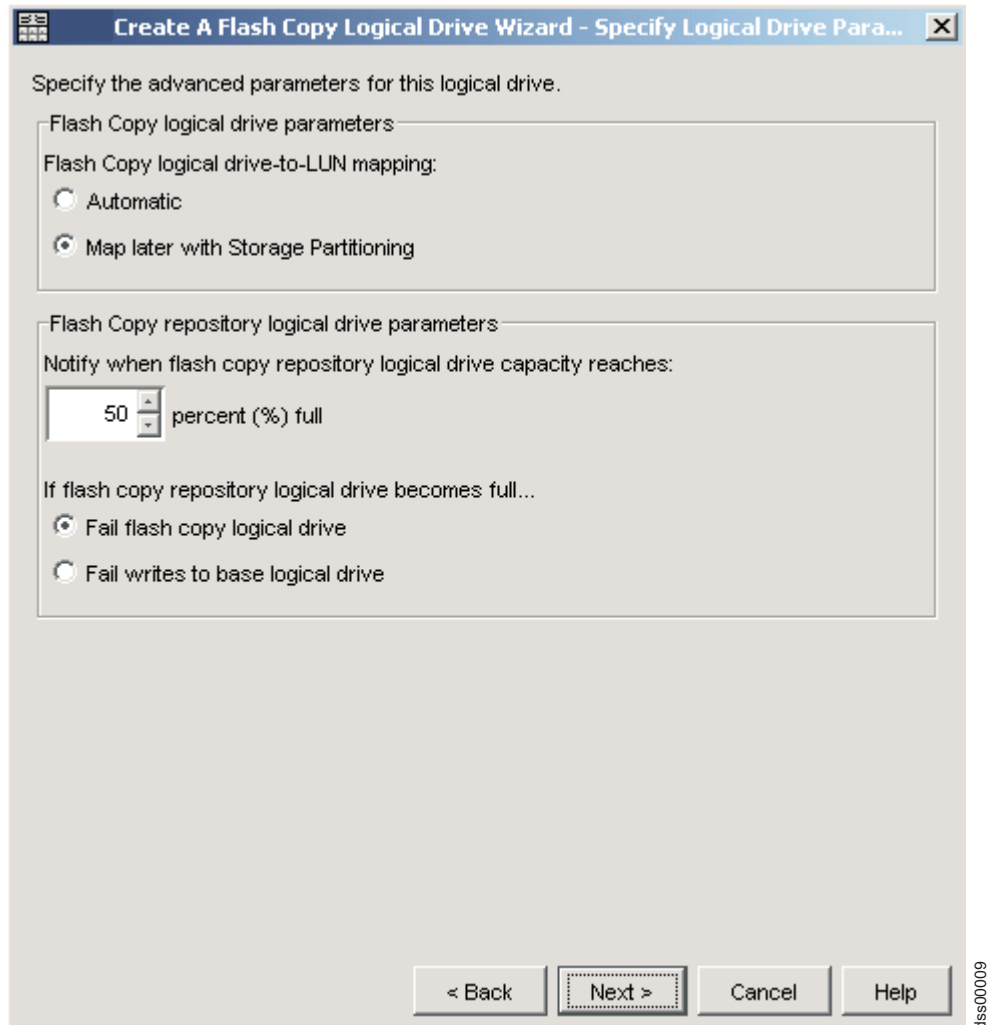 Create A Flash Copy Logical Drive Wizard - Specify Logical Drive Para...
Specify the advanced parameters for this logical drive.
Flash Copy logical drive parameters
Flash Copy logical drive-to-LUN mapping:
Automatic
Map later with Storage Partitioning
Flash Copy repository logical drive parameters
Notify when flash copy repository logical drive capacity reaches:
50 percent (%) full
If flash copy repository logical drive becomes full...
Fail flash copy logical drive
Fail writes to base logical drive
< Back Next > Cancel Help
dss00009